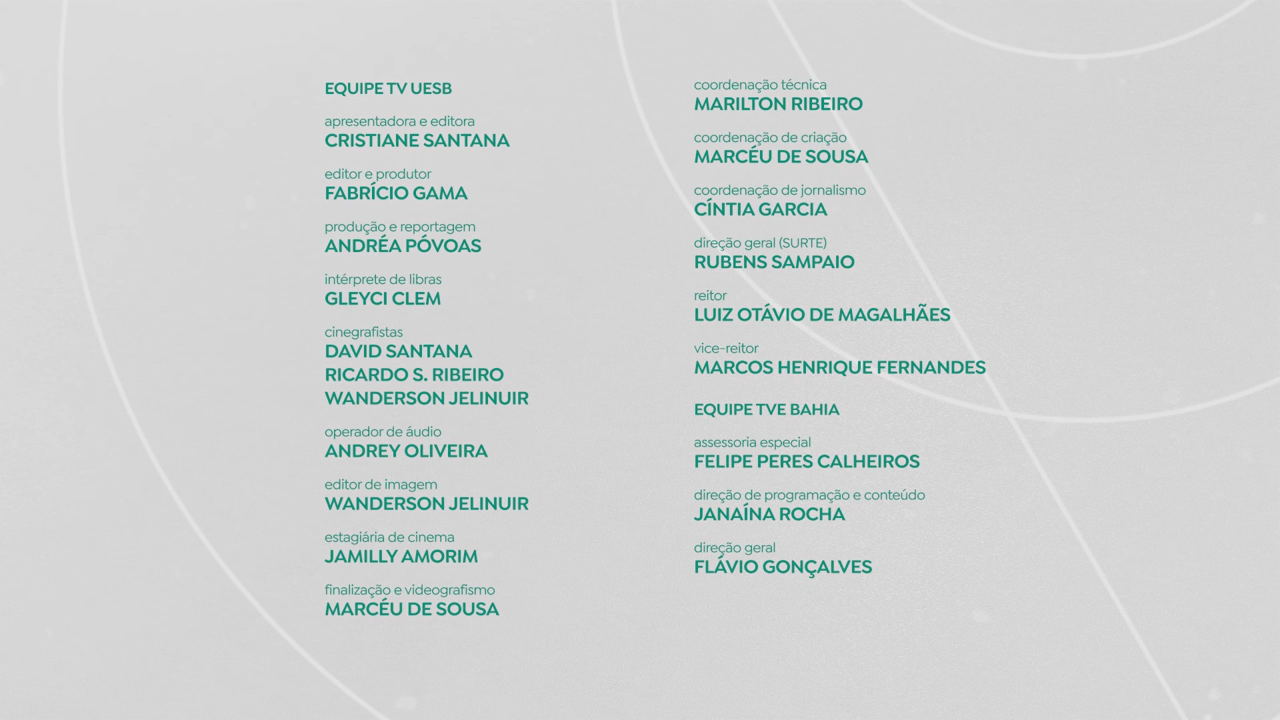 EQUIPE TV UESB
apresentadora e editora
CRISTIANE SANTANA
editor e produtor
FABRÍCIO GAMA
produção e reportagem
ANDRÉA PÓVOAS
intérprete de libras
GLEYCI CLEM
cinegrafistas
DAVID SANTANA
RICARDO S. RIBEIRO
WANDERSON JELINUIR
operador de áudio
ANDREY OLIVEIRA
editor de imagem
WANDERSON JELINUIR
estagiária de cinema
JAMILLY AMORIM
finalização e videografismo
MARCÉU DE SOUSA
coordenação técnica
MARILTON RIBEIRO
coordenação de criação
MARCÉU DE SOUSA
coordenação de jornalismo
CÍNTIA GARCIA
direção geral (SURTE)
RUBENS SAMPAIO
reitor
LUIZ OTÁVIO DE MAGALHÃES
vice-reitor
MARCOS HENRIQUE FERNANDES
EQUIPE TVE BAHIA
assessoria especial
FELIPE PERES CALHEIROS
direção de programação e conteúdo
JANAÍNA ROCHA
direção geral
FLÁVIO GONÇALVES